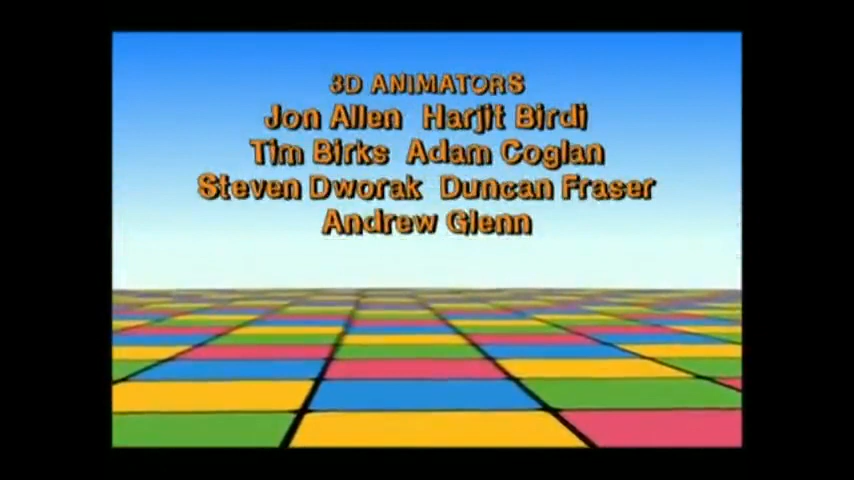 3D ANIMATORS
Jon Allen Harjit Birdi
Tim Birks Adam Coglan
Steven Dworak Duncan Fraser
Andrew Glenn